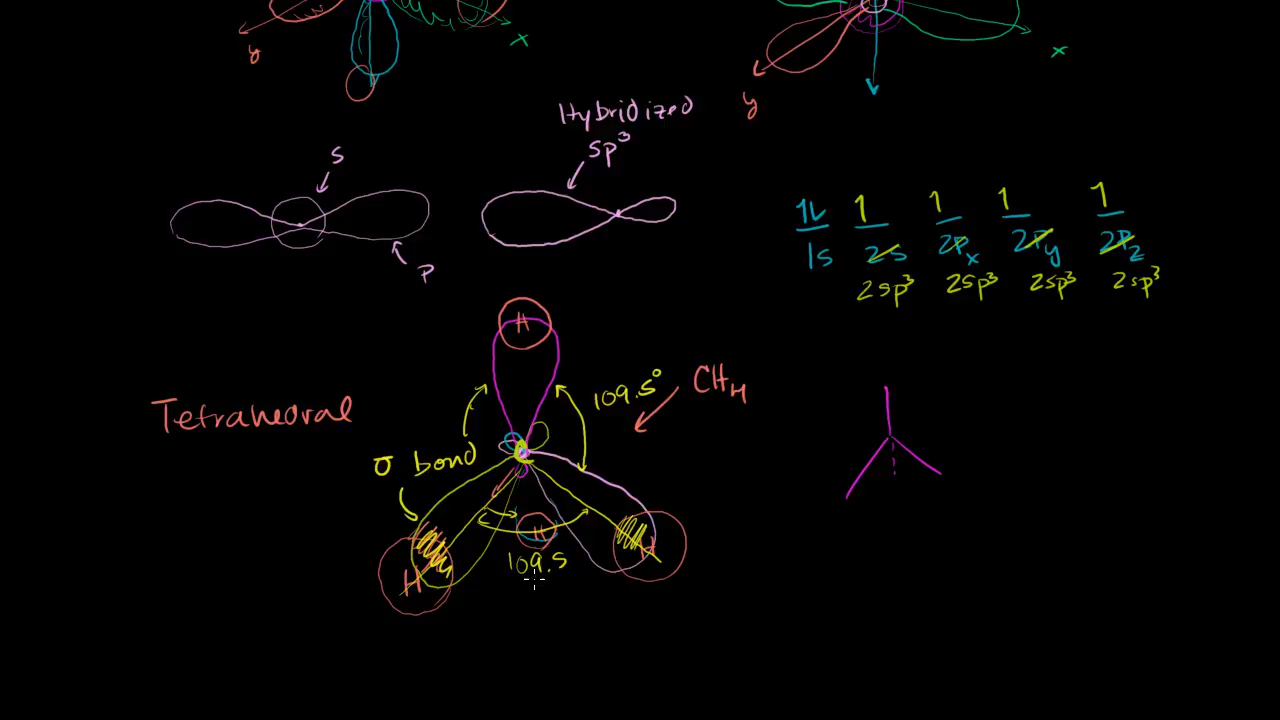 y
x
y
x
Hybridized
sp³
s
p
1 1 1 1 1
1s 2s 2Px 2Py 2Pz
2sp³ 2sp³ 2sp³ 2sp³
H
109.5°
CH4
Tetrahedral
σ bond
H
H
H
109.5